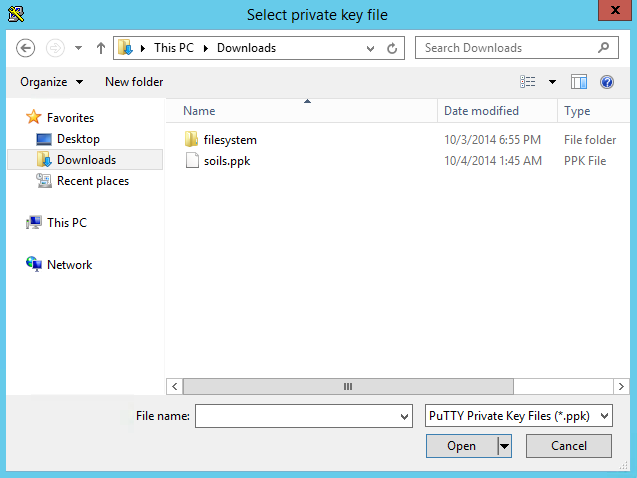 Select private key file
x
This PC Downloads Search Downloads
Organize New folder
Name Date modified Type
Favorites
Desktop
Downloads
Recent places
This PC
Network
filesystem 10/3/2014 6:55 PM File folder
soils.ppk 10/4/2014 1:45 AM PPK File
File name: PuTTY Private Key Files (*.ppk)
Open Cancel